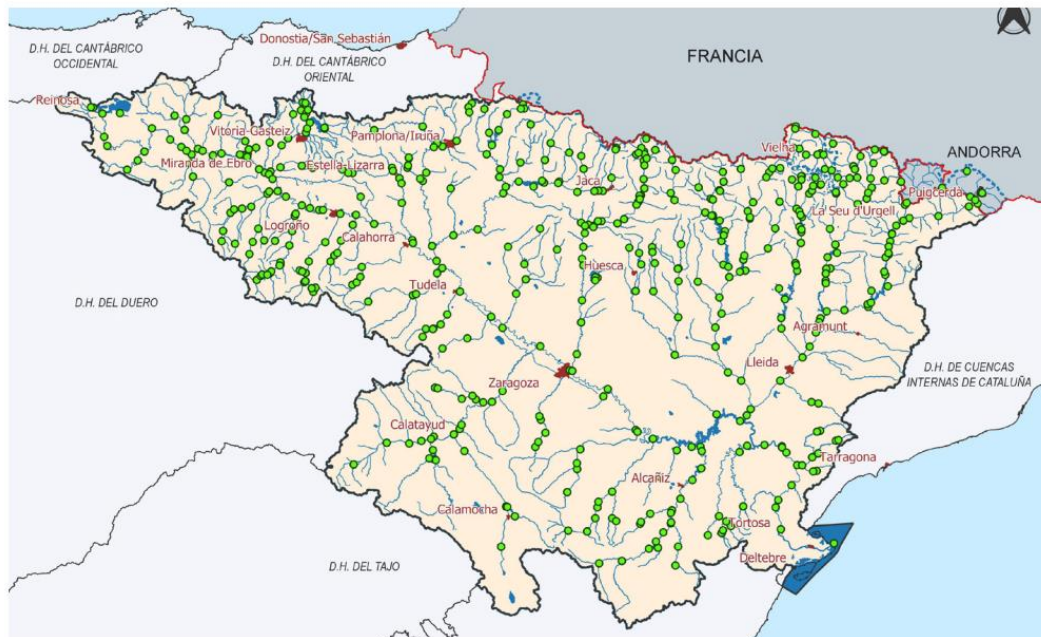 D.H. DEL CANTÁBRICO
OCCIDENTAL
Donostia/San Sebastián
D.H. DEL CANTÁBRICO
ORIENTAL
FRANCIA
Reinosa
Vitoria-Gasteiz
Pamplona/Iruña
Vielha
ANDORRA
Miranda de Ebro
Estella-Lizarra
Jaca
Puigcerdà
La Seu d'Urgell
Logroño
Calahorra
Huesca
D.H. DEL DUERO
Tudela
Agramunt
Lleida
D.H. DE CUENCAS
INTERNAS DE CATALUÑA
Zaragoza
Calatayud
Tarragona
Alcañiz
Calamocha
Tortosa
Deltebre
D.H. DEL TAJO